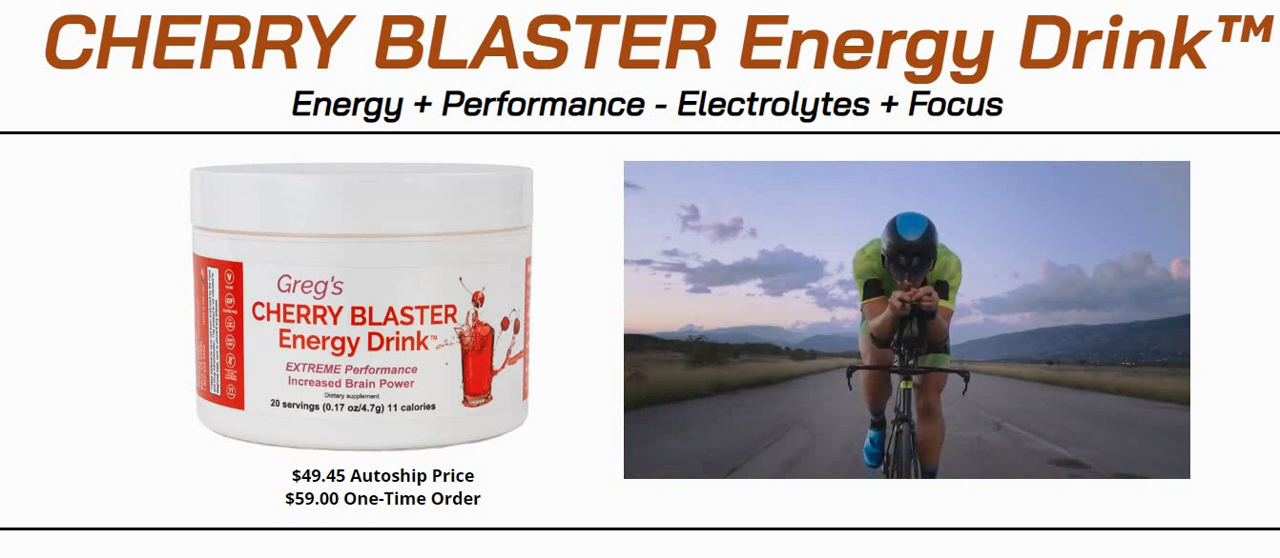 CHERRY BLASTER Energy Drink™
Energy + Performance - Electrolytes + Focus
Greg's
CHERRY BLASTER
Energy Drink™
EXTREME Performance
Increased Brain Power
Dietary supplement
20 servings (0.17 oz/4.7g) 11 calories
$49.45 Autoship Price
$59.00 One-Time Order